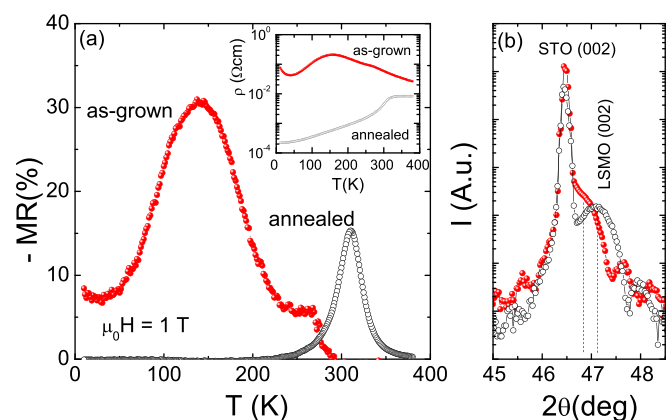 (a)
as-grown
annealed
μ0H = 1 T
- MR(%)
40
30
20
10
0
0 100 200 300 400
T (K)
as-grown
annealed
ρ (Ωcm)
10^0
10^-2
10^-4
0 100 200 300 400
T(K)
(b)
STO (002)
LSMO (002)
I (A.u.)
45 46 47 48
2θ(deg)